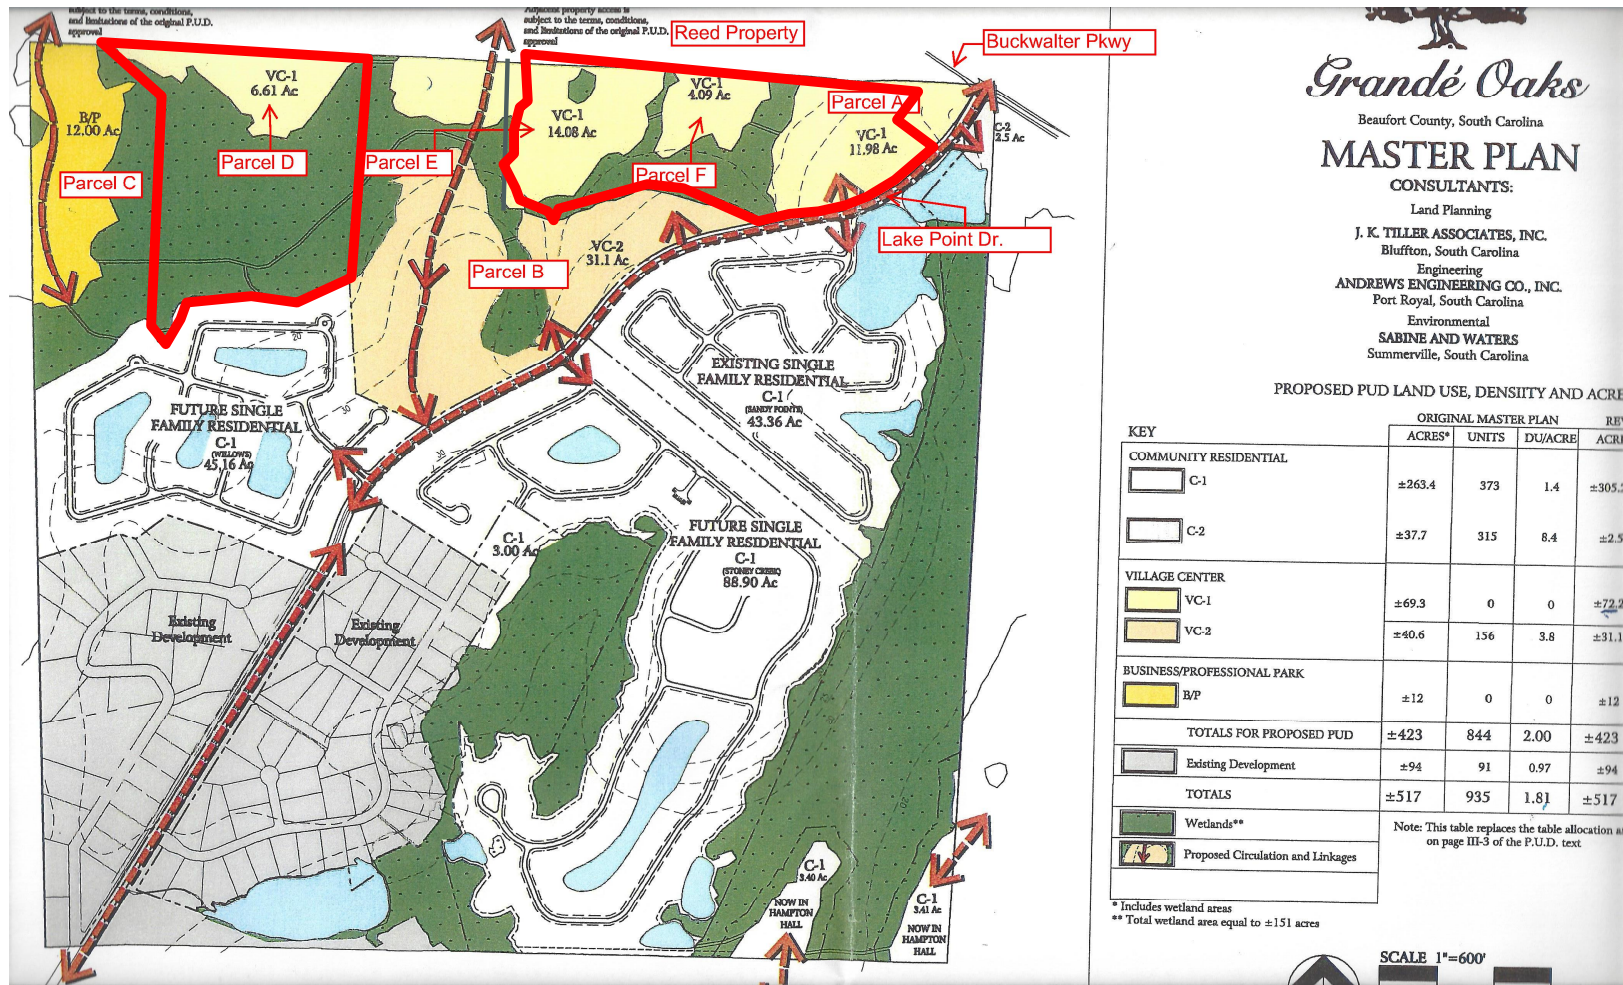 subject to the terms, conditions,
and limitations of the original P.U.D.
approval
Adjacent property access is
subject to the terms, conditions,
and limitations of the original P.U.D.
approval
Reed Property
Buckwalter Pkwy
VC-1
6.61 Ac
B/P
12.00 Ac
Parcel C
Parcel D
Parcel E
VC-1
14.08 Ac
VC-1
4.09 Ac
Parcel F
Parcel A
VC-1
11.98 Ac
C-2
2.5 Ac
Lake Point Dr.
Parcel B
VC-2
31.1 Ac
EXISTING SINGLE
FAMILY RESIDENTIAL
C-1
(SANDY POINTE)
43.36 Ac
FUTURE SINGLE
FAMILY RESIDENTIAL
C-1
(WILLOWS)
45.16 Ac
C-1
3.00 Ac
FUTURE SINGLE
FAMILY RESIDENTIAL
C-1
(STONEY CREEK)
88.90 Ac
Existing
Development
Existing
Development
C-1
3.40 Ac
NOW IN
HAMPTON
HALL
C-1
3.41 Ac
NOW IN
HAMPTON
HALL
Grandé Oaks
Beaufort County, South Carolina
MASTER PLAN
CONSULTANTS:
Land Planning
J. K. TILLER ASSOCIATES, INC.
Bluffton, South Carolina
Engineering
ANDREWS ENGINEERING CO., INC.
Port Royal, South Carolina
Environmental
SABINE AND WATERS
Summerville, South Carolina
PROPOSED PUD LAND USE, DENSIITY AND ACRE
ORIGINAL MASTER PLAN RE
KEY ACRES* UNITS DU/ACRE ACR
COMMUNITY RESIDENTIAL
C-1 ±263.4 373 1.4 ±305.
C-2 ±37.7 315 8.4 ±2.5
VILLAGE CENTER
VC-1 ±69.3 0 0 ±72.2
VC-2 ±40.6 156 3.8 ±31.1
BUSINESS/PROFESSIONAL PARK
B/P ±12 0 0 ±12
TOTALS FOR PROPOSED PUD ±423 844 2.00 ±423
Existing Development ±94 91 0.97 ±94
TOTALS ±517 935 1.81 ±517
Wetlands**
Proposed Circulation and Linkages
Note: This table replaces the table allocation
on page III-3 of the P.U.D. text
* Includes wetland areas
** Total wetland area equal to ±151 acres
SCALE 1"=600'